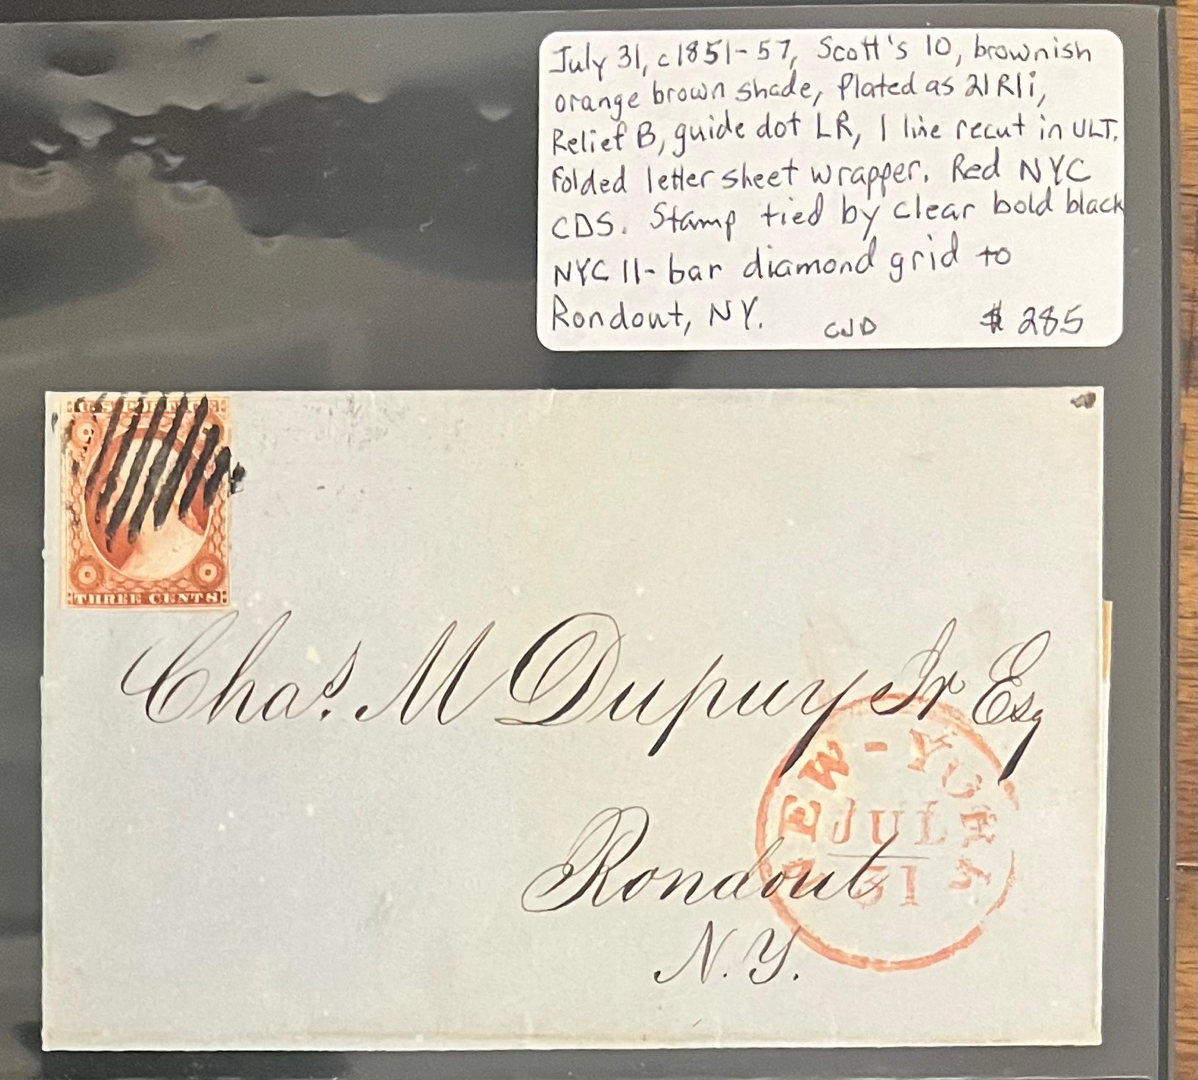 July 31, c1851-57, Scott's 10, brownish
orange brown shade, Plated as 21R1i,
Relief B, guide dot LR, 1 line recut in ULT,
Folded letter sheet wrapper. Red NYC
CDS. Stamp tied by clear bold black
NYC 11-bar diamond grid to
Rondout, NY. CJD $285
THREE CENTS
Chas. M Dupuy Jr Esq
NEW-YORK
JUL
31
Rondout
N.Y.